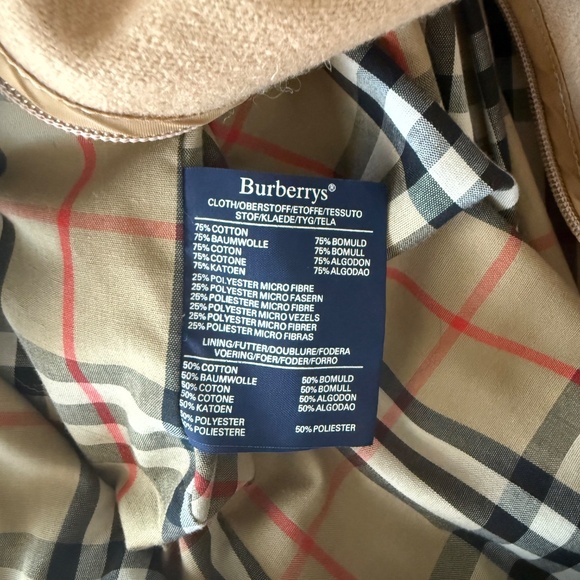 Burberrys®
CLOTH/OBERSTOFF/ETOFFE/TESSUTO
STOF/KLAEDE/TYG/TELA
75% COTTON
75% BAUMWOLLE 75% BOMULD
75% COTON 75% BOMULL
75% COTONE 75% ALGODON
75% KATOEN 75% ALGODAO
25% POLYESTER MICRO FIBRE
25% POLYESTER MICRO FASERN
25% POLIESTERE MICRO FIBRE
25% POLYESTER MICRO VEZELS
25% POLYESTER MICRO FIBRER
25% POLIESTER MICRO FIBRAS
LINING/FUTTER/DOUBLURE/FODERA
VOERING/FOER/FODER/FORRO
50% COTTON
50% BAUMWOLLE 50% BOMULD
50% COTON 50% BOMULL
50% COTONE 50% ALGODON
50% KATOEN 50% ALGODAO
50% POLYESTER
50% POLIESTERE 50% POLIESTER